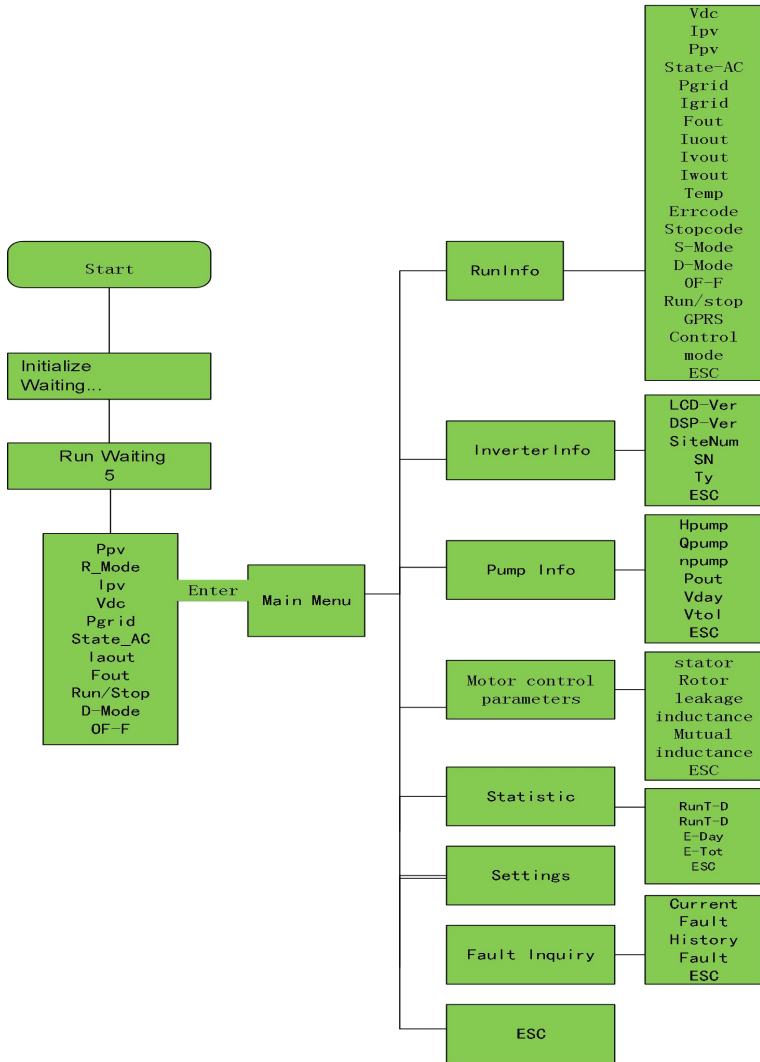 Start
Initialize
Waiting...
Run Waiting
5
Ppv
R_Mode
Ipv
Vdc
Pgrid
State_AC
Iaout
Fout
Run/Stop
D-Mode
OF-F
Enter
Main Menu
RunInfo
Vdc
Ipv
Ppv
State-AC
Pgrid
Igrid
Fout
Iuout
Ivout
Iwout
Temp
Errcode
Stopcode
S-Mode
D-Mode
OF-F
Run/stop
GPRS
Control
mode
ESC
InverterInfo
LCD-Ver
DSP-Ver
SiteNum
SN
Ty
ESC
Pump Info
Hpump
Qpump
npump
Pout
Vday
Vtol
ESC
Motor control
parameters
stator
Rotor
leakage
inductance
Mutual
inductance
ESC
Statistic
RunT-D
RunT-D
E-Day
E-Tot
ESC
Settings
Fault Inquiry
Current
Fault
History
Fault
ESC
ESC